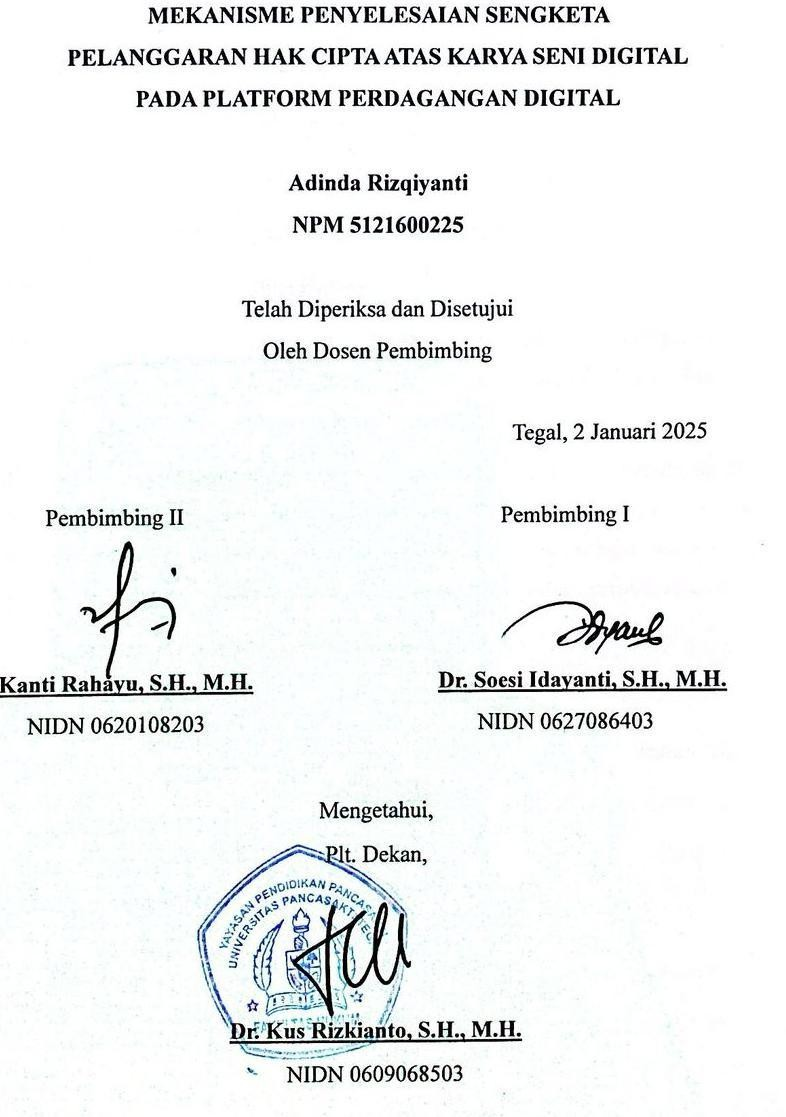 MEKANISME PENYELESAIAN SENGKETA
PELANGGARAN HAK CIPTA ATAS KARYA SENI DIGITAL
PADA PLATFORM PERDAGANGAN DIGITAL
Adinda Rizqiyanti
NPM 5121600225
Telah Diperiksa dan Disetujui
Oleh Dosen Pembimbing
Tegal, 2 Januari 2025
Pembimbing II
Pembimbing I
Kanti Rahayu, S.H., M.H.
Dr. Soesi Idayanti, S.H., M.H.
NIDN 0620108203
NIDN 0627086403
Mengetahui,
Plt. Dekan,
YAYASAN PENDIDIKAN
UNIVERSITAS
Dr. Kus Rizkianto, S.H., M.H.
NIDN 0609068503